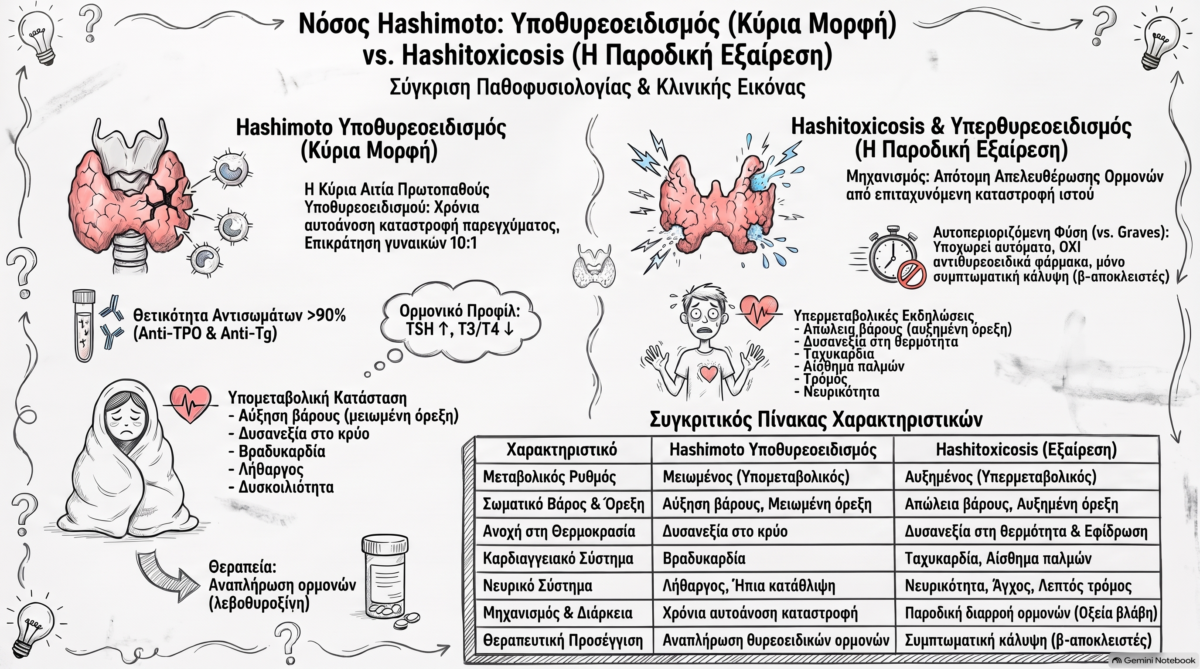 Νόσος Hashimoto: Υποθυρεοειδισμός (Κύρια Μορφή)
vs. Hashitoxicosis (Η Παροδική Εξαίρεση)
Σύγκριση Παθοφυσιολογίας & Κλινικής Εικόνας
Hashimoto Υποθυρεοειδισμός
(Κύρια Μορφή)
Η Κύρια Αιτία Πρωτοπαθούς
Υποθυρεοειδισμού: Χρόνια
αυτοάνοση καταστροφή παρεγχύματος,
Επικράτηση γυναικών 10:1
Θετικότητα Αντισωμάτων >90%
(Anti-TPO & Anti-Tg)
Ορμονικό Προφίλ:
TSH ↑, T3/T4 ↓
Υπομεταβολική Κατάσταση
- Αύξηση βάρους (μειωμένη όρεξη)
- Δυσανεξία στο κρύο
- Βραδυκαρδία
- Λήθαργος
- Δυσκοιλιότητα
Θεραπεία:
Αναπλήρωση ορμονών
(λεβοθυροξίνη)
Hashitoxicosis & Υπερθυρεοειδισμός
(Η Παροδική Εξαίρεση)
Μηχανισμός: Απότομη Απελευθέρωσης Ορμονών
από επιταχυνόμενη καταστροφή ιστού
Αυτοπεριοριζόμενη Φύση (vs. Graves):
Υποχωρεί αυτόματα, ΟΧΙ
αντιθυρεοειδικά φάρμακα, μόνο
συμπτωματική κάλυψη (β-αποκλειστές)
Υπερμεταβολικές Εκδηλώσεις
- Απώλεια βάρους (αυξημένη όρεξη)
- Δυσανεξία στη θερμότητα
- Ταχυκαρδία
- Αίσθημα παλμών
- Τρόμος
- Νευρικότητα
Συγκριτικός Πίνακας Χαρακτηριστικών
Χαρακτηριστικό Hashimoto Υποθυρεοειδισμός Hashitoxicosis (Εξαίρεση)
Μεταβολικός Ρυθμός Μειωμένος (Υπομεταβολικός) Αυξημένος (Υπερμεταβολικός)
Σωματικό Βάρος & Όρεξη Αύξηση βάρους, Μειωμένη όρεξη Απώλεια βάρους, Αυξημένη όρεξη
Ανοχή στη Θερμοκρασία Δυσανεξία στο κρύο Δυσανεξία στη θερμότητα & Εφίδρωση
Καρδιαγγειακό Σύστημα Βραδυκαρδία Ταχυκαρδία, Αίσθημα παλμών
Νευρικό Σύστημα Λήθαργος, Ήπια κατάθλιψη Νευρικότητα, Άγχος, Λεπτός τρόμος
Μηχανισμός & Διάρκεια Χρόνια αυτοάνοση καταστροφή Παροδική διαρροή ορμονών (Οξεία βλάβη)
Θεραπευτική Προσέγγιση Αναπλήρωση θυρεοειδικών ορμονών Συμπτωματική κάλυψη (β-αποκλειστές)
Gemini Notebook